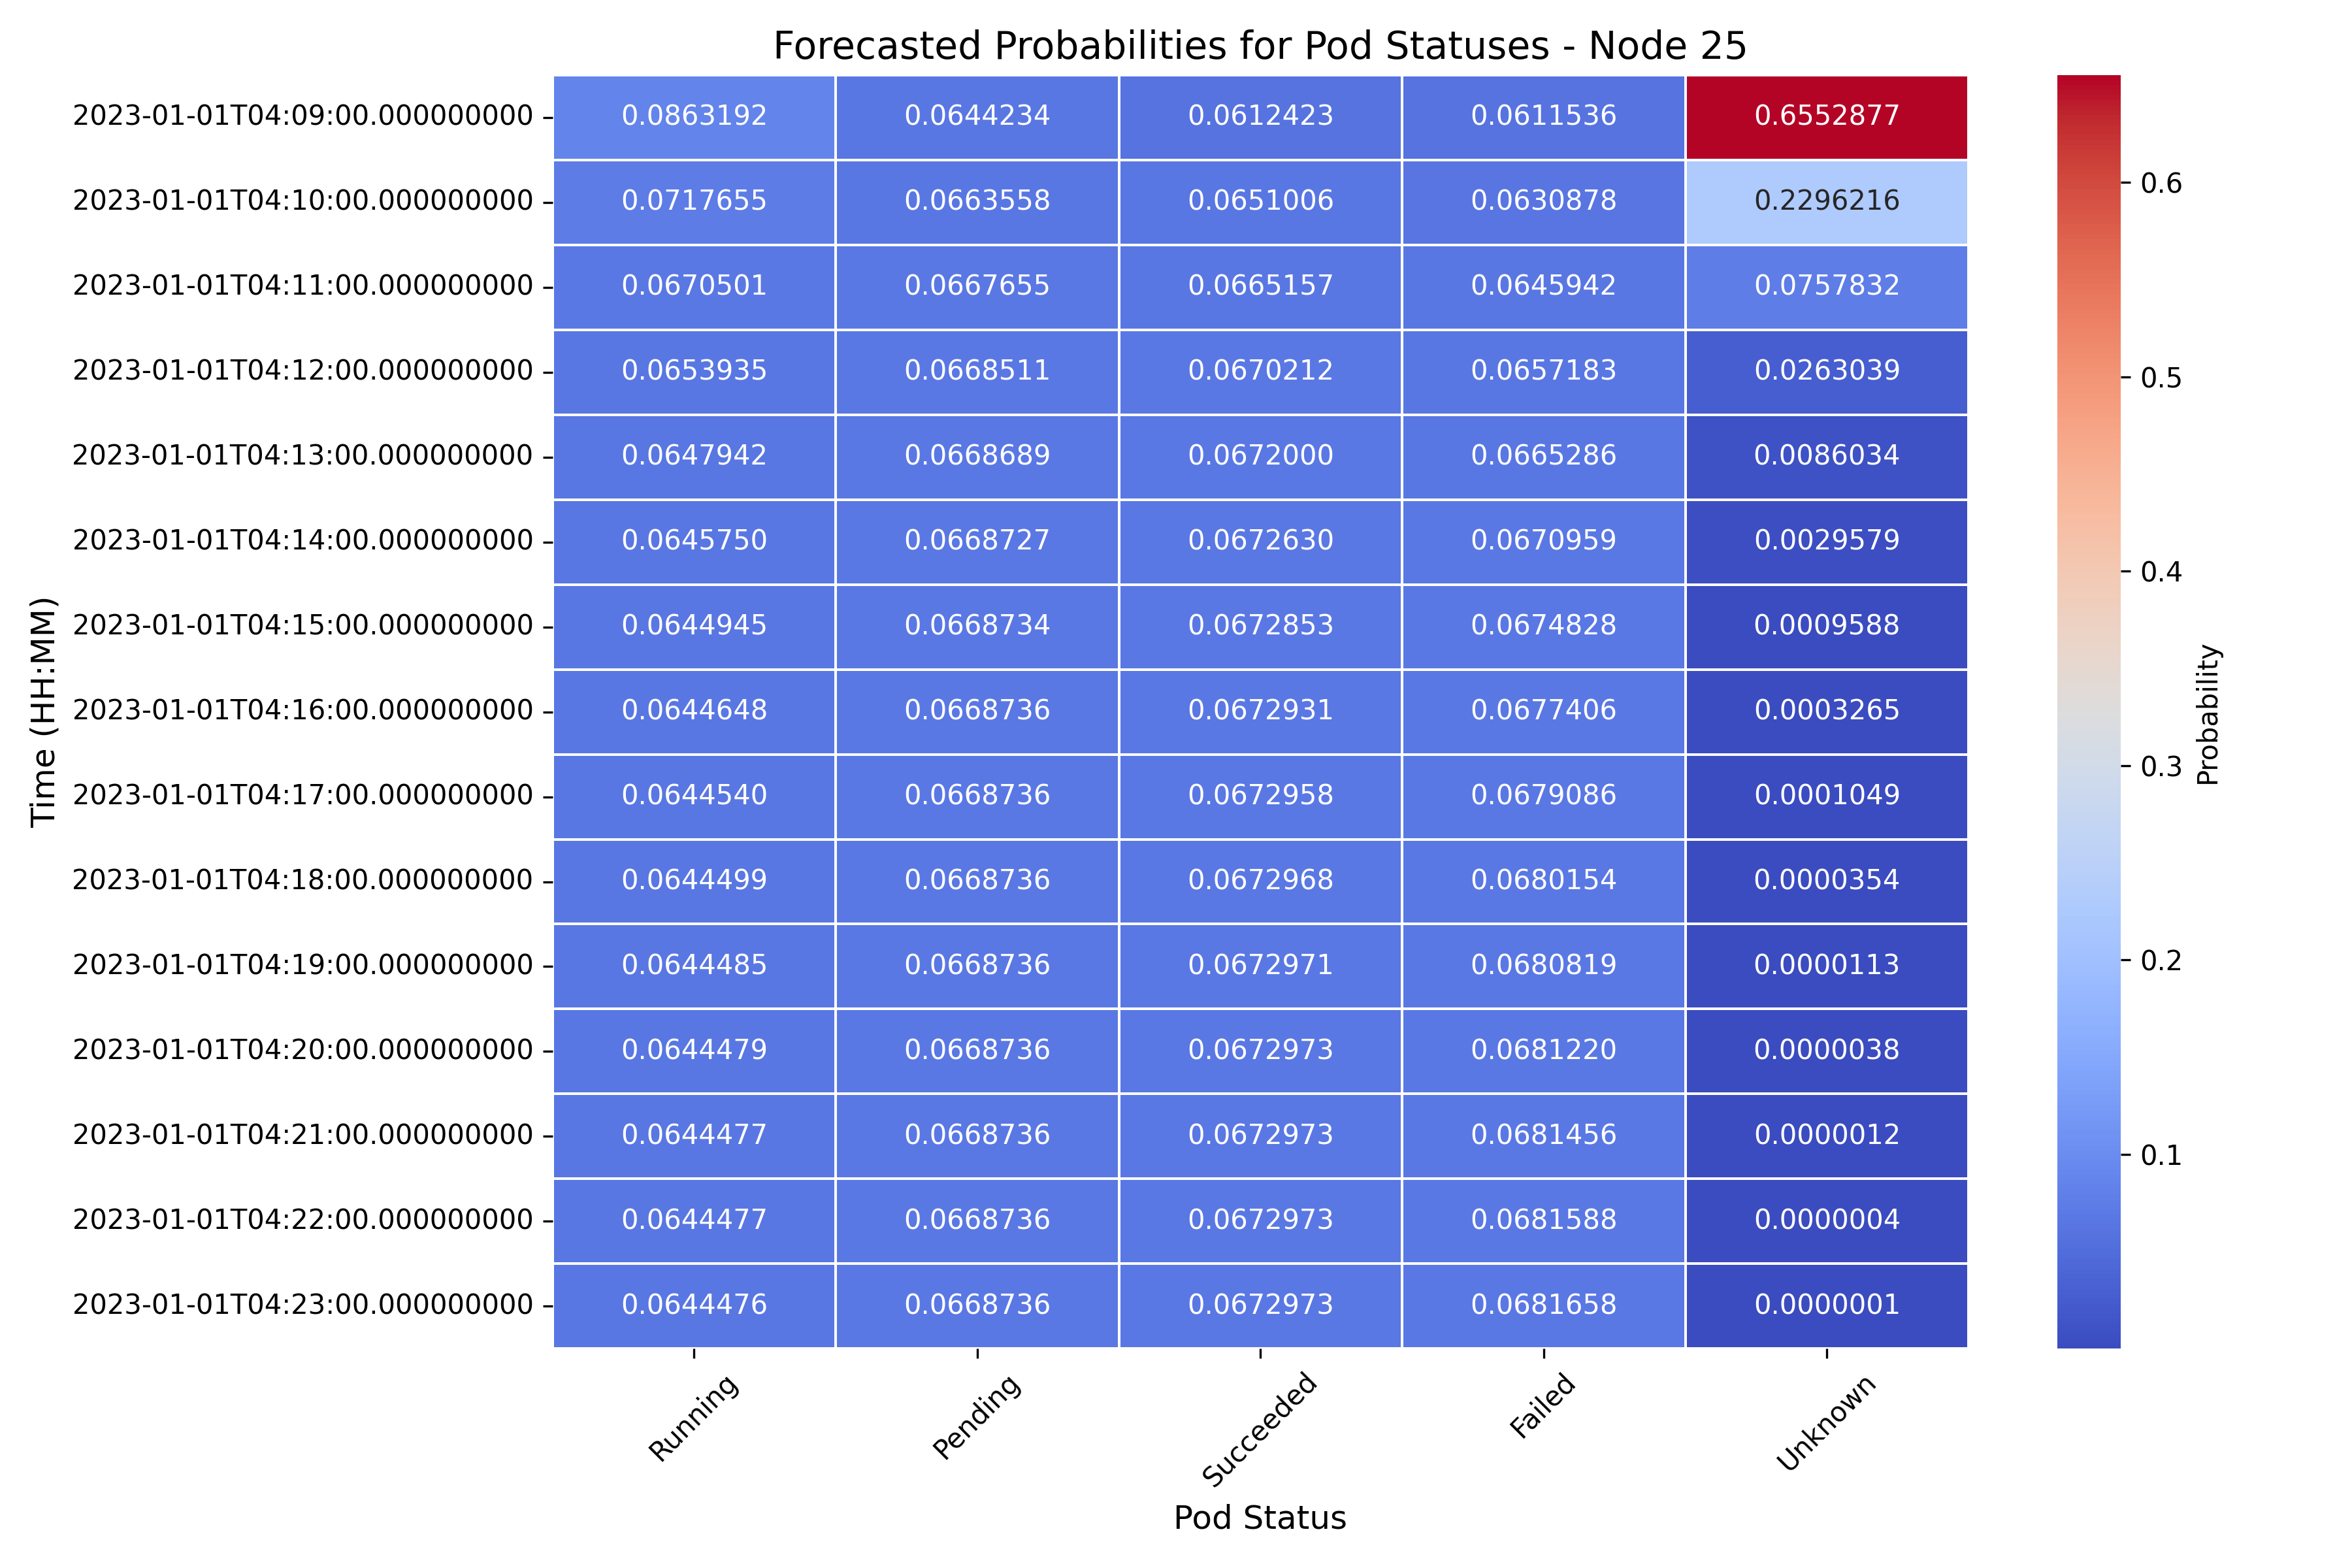 Forecasted Probabilities for Pod Statuses - Node 25
2023-01-01T04:09:00.000000000 0.0863192 0.0644234 0.0612423 0.0611536 0.6552877
2023-01-01T04:10:00.000000000 0.0717655 0.0663558 0.0651006 0.0630878 0.2296216
2023-01-01T04:11:00.000000000 0.0670501 0.0667655 0.0665157 0.0645942 0.0757832
2023-01-01T04:12:00.000000000 0.0653935 0.0668511 0.0670212 0.0657183 0.0263039
2023-01-01T04:13:00.000000000 0.0647942 0.0668689 0.0672000 0.0665286 0.0086034
2023-01-01T04:14:00.000000000 0.0645750 0.0668727 0.0672630 0.0670959 0.0029579
2023-01-01T04:15:00.000000000 0.0644945 0.0668734 0.0672853 0.0674828 0.0009588
2023-01-01T04:16:00.000000000 0.0644648 0.0668736 0.0672931 0.0677406 0.0003265
2023-01-01T04:17:00.000000000 0.0644540 0.0668736 0.0672958 0.0679086 0.0001049
2023-01-01T04:18:00.000000000 0.0644499 0.0668736 0.0672968 0.0680154 0.0000354
2023-01-01T04:19:00.000000000 0.0644485 0.0668736 0.0672971 0.0680819 0.0000113
2023-01-01T04:20:00.000000000 0.0644479 0.0668736 0.0672973 0.0681220 0.0000038
2023-01-01T04:21:00.000000000 0.0644477 0.0668736 0.0672973 0.0681456 0.0000012
2023-01-01T04:22:00.000000000 0.0644477 0.0668736 0.0672973 0.0681588 0.0000004
2023-01-01T04:23:00.000000000 0.0644476 0.0668736 0.0672973 0.0681658 0.0000001
Time (HH:MM)
Running Pending Succeeded Failed Unknown
Pod Status
0.6
0.5
0.4
0.3
0.2
0.1
Probability